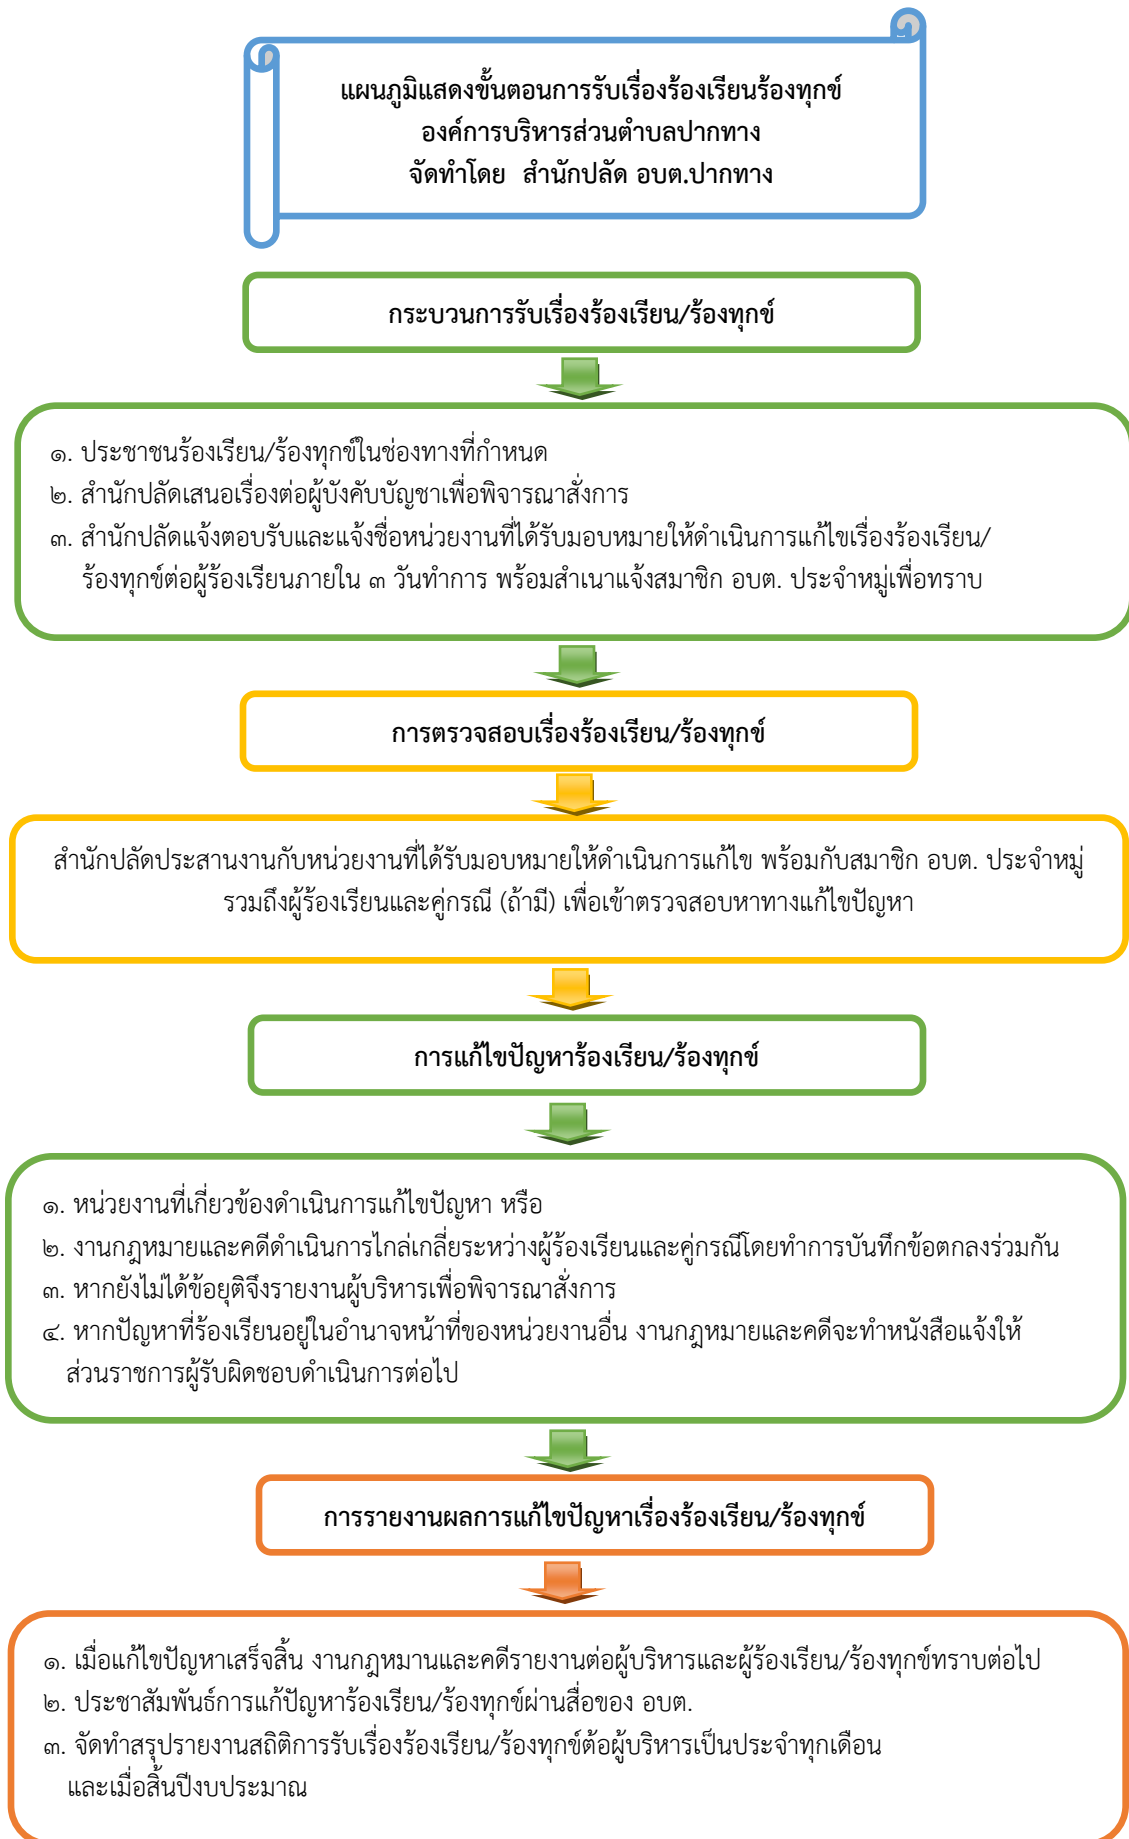 แผนภูมิแสดงขั้นตอนการรับเรื่องร้องเรียนร้องทุกข์
องค์การบริหารส่วนตำบลปากทาง
จัดทำโดย สำนักปลัด อบต.ปากทาง
กระบวนการรับเรื่องร้องเรียน/ร้องทุกข์
๑. ประชาชนร้องเรียน/ร้องทุกข์ในช่องทางที่กำหนด
๒. สำนักปลัดเสนอเรื่องต่อผู้บังคับบัญชาเพื่อพิจารณาสั่งการ
๓. สำนักปลัดแจ้งตอบรับและแจ้งชื่อหน่วยงานที่ได้รับมอบหมายให้ดำเนินการแก้ไขเรื่องร้องเรียน/
ร้องทุกข์ต่อผู้ร้องเรียนภายใน ๓ วันทำการ พร้อมสำเนาแจ้งสมาชิก อบต. ประจำหมู่เพื่อทราบ
การตรวจสอบเรื่องร้องเรียน/ร้องทุกข์
สำนักปลัดประสานงานกับหน่วยงานที่ได้รับมอบหมายให้ดำเนินการแก้ไข พร้อมกับสมาชิก อบต. ประจำหมู่
รวมถึงผู้ร้องเรียนและคู่กรณี (ถ้ามี) เพื่อเข้าตรวจสอบหาทางแก้ไขปัญหา
การแก้ไขปัญหาร้องเรียน/ร้องทุกข์
๑. หน่วยงานที่เกี่ยวข้องดำเนินการแก้ไขปัญหา หรือ
๒. งานกฎหมายและคดีดำเนินการไกล่เกลี่ยระหว่างผู้ร้องเรียนและคู่กรณีโดยทำการบันทึกข้อตกลงร่วมกัน
๓. หากยังไม่ได้ข้อยุติจึงรายงานผู้บริหารเพื่อพิจารณาสั่งการ
๔. หากปัญหาที่ร้องเรียนอยู่ในอำนาจหน้าที่ของหน่วยงานอื่น งานกฎหมายและคดีจะทำหนังสือแจ้งให้
ส่วนราชการผู้รับผิดชอบดำเนินการต่อไป
การรายงานผลการแก้ไขปัญหาเรื่องร้องเรียน/ร้องทุกข์
๑. เมื่อแก้ไขปัญหาเสร็จสิ้น งานกฎหมานและคดีรายงานต่อผู้บริหารและผู้ร้องเรียน/ร้องทุกข์ทราบต่อไป
๒. ประชาสัมพันธ์การแก้ปัญหาร้องเรียน/ร้องทุกข์ผ่านสื่อของ อบต.
๓. จัดทำสรุปรายงานสถิติการรับเรื่องร้องเรียน/ร้องทุกข์ต้อผู้บริหารเป็นประจำทุกเดือน
และเมื่อสิ้นปีงบประมาณ